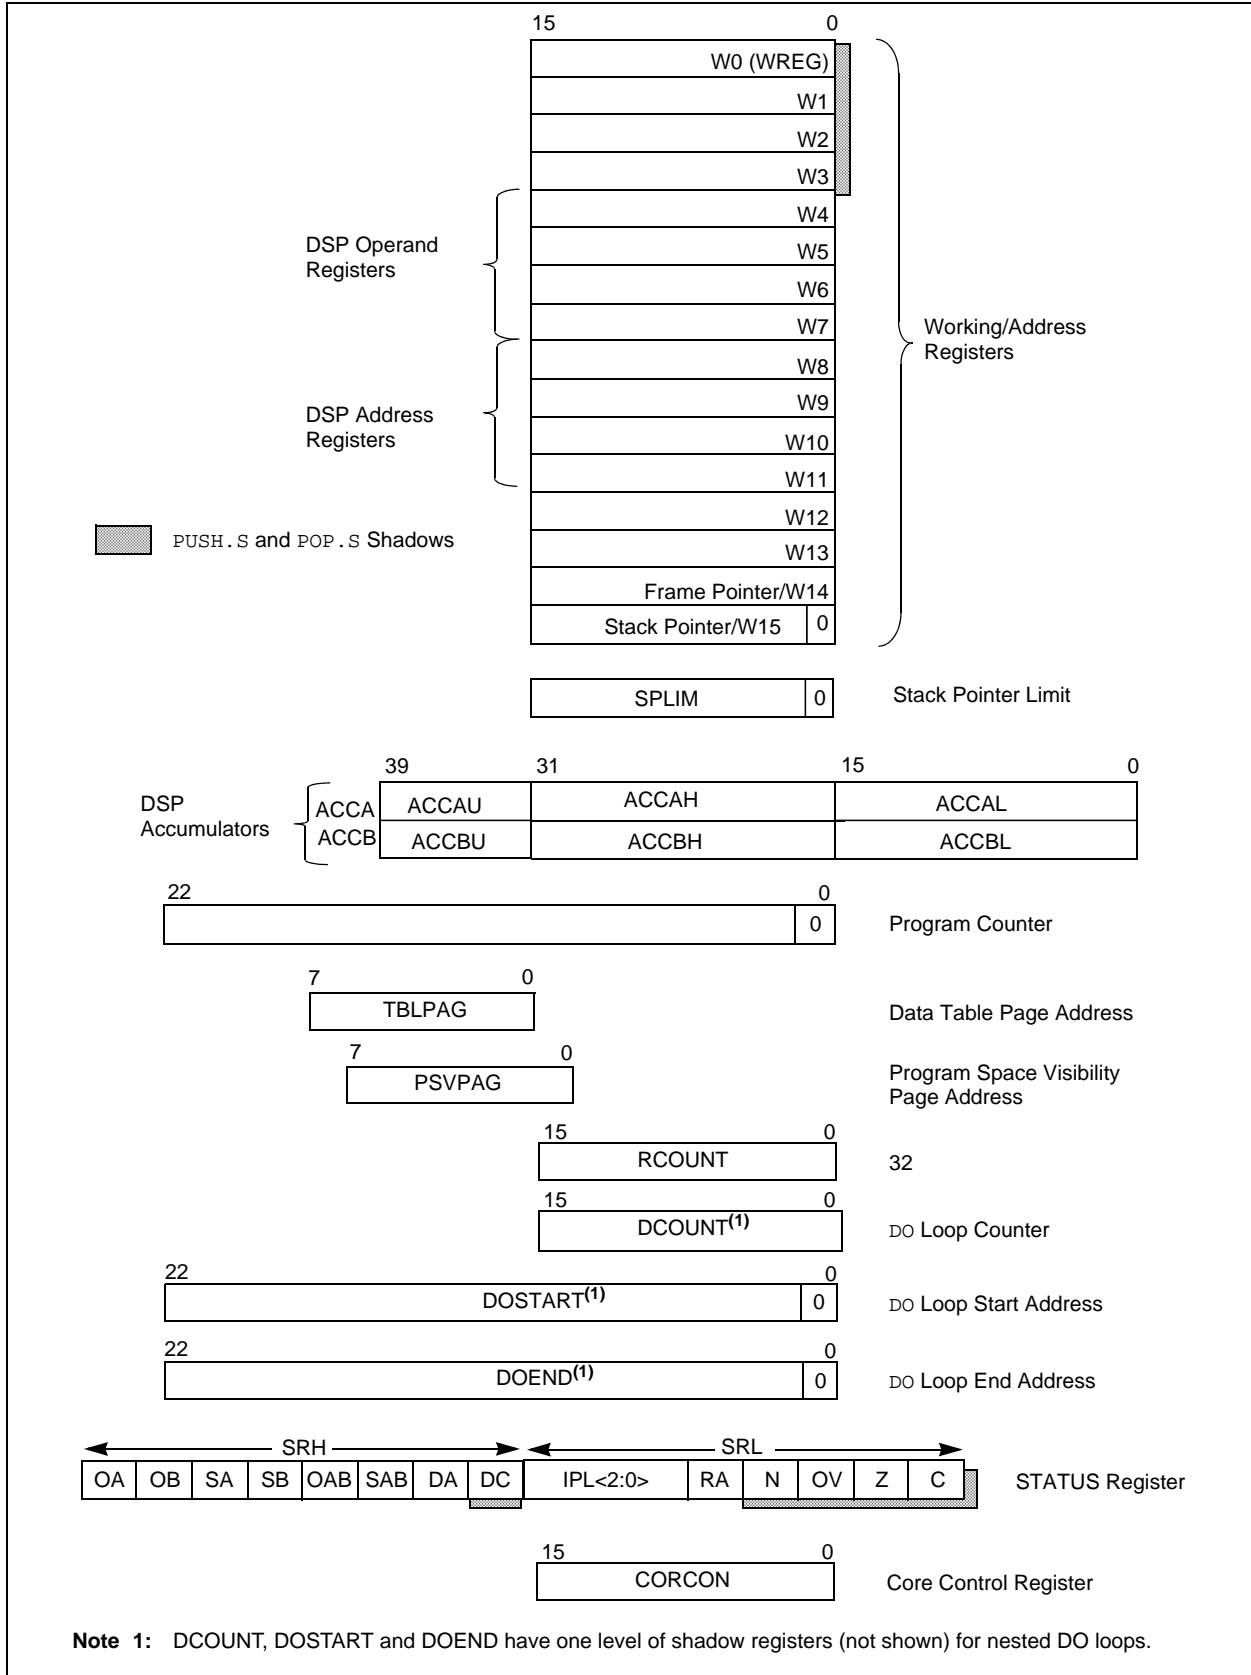 15 0
W0 (WREG)
W1
W2
W3
W4
DSP Operand
Registers
W5
W6
W7
Working/Address
Registers
W8
DSP Address
Registers
W9
W10
W11
W12
PUSH.S and POP.S Shadows
W13
Frame Pointer/W14
Stack Pointer/W15 0
SPLIM 0 Stack Pointer Limit
39 31 15 0
DSP
Accumulators
ACCA ACCAU ACCAH ACCAL
ACCB ACCBU ACCBH ACCBL
22 0
0 Program Counter
7 0
TBLPAG Data Table Page Address
7 0
PSVPAG Program Space Visibility
Page Address
15 0
RCOUNT 32
15 0
DCOUNT(1) DO Loop Counter
22 0
DOSTART(1) 0 DO Loop Start Address
22 0
DOEND(1) 0 DO Loop End Address
SRH SRL
OA OB SA SB OAB SAB DA DC IPL<2:0> RA N OV Z C STATUS Register
15 0
CORCON Core Control Register
Note 1: DCOUNT, DOSTART and DOEND have one level of shadow registers (not shown) for nested DO loops.